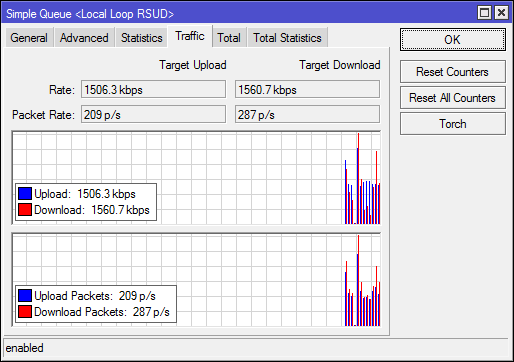 Simple Queue <Local Loop RSUD>
General Advanced Statistics Traffic Total Total Statistics
OK
Target Upload Target Download
Rate: 1506.3 kbps 1560.7 kbps
Reset Counters
Reset All Counters
Packet Rate: 209 p/s 287 p/s
Torch
Upload: 1506.3 kbps
Download: 1560.7 kbps
Upload Packets: 209 p/s
Download Packets: 287 p/s
enabled